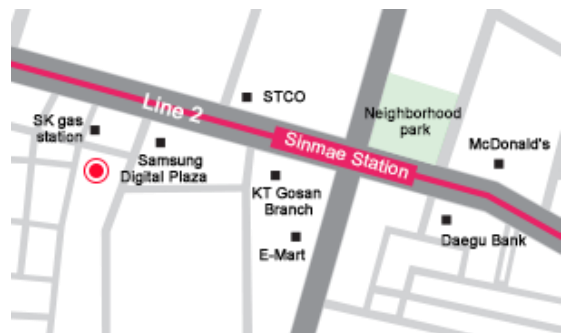 STCO
Line 2
SK gas
station
Neighborhood
park
Sinmae Station
McDonald's
Samsung
Digital Plaza
KT Gosan
Branch
Daegu Bank
E-Mart